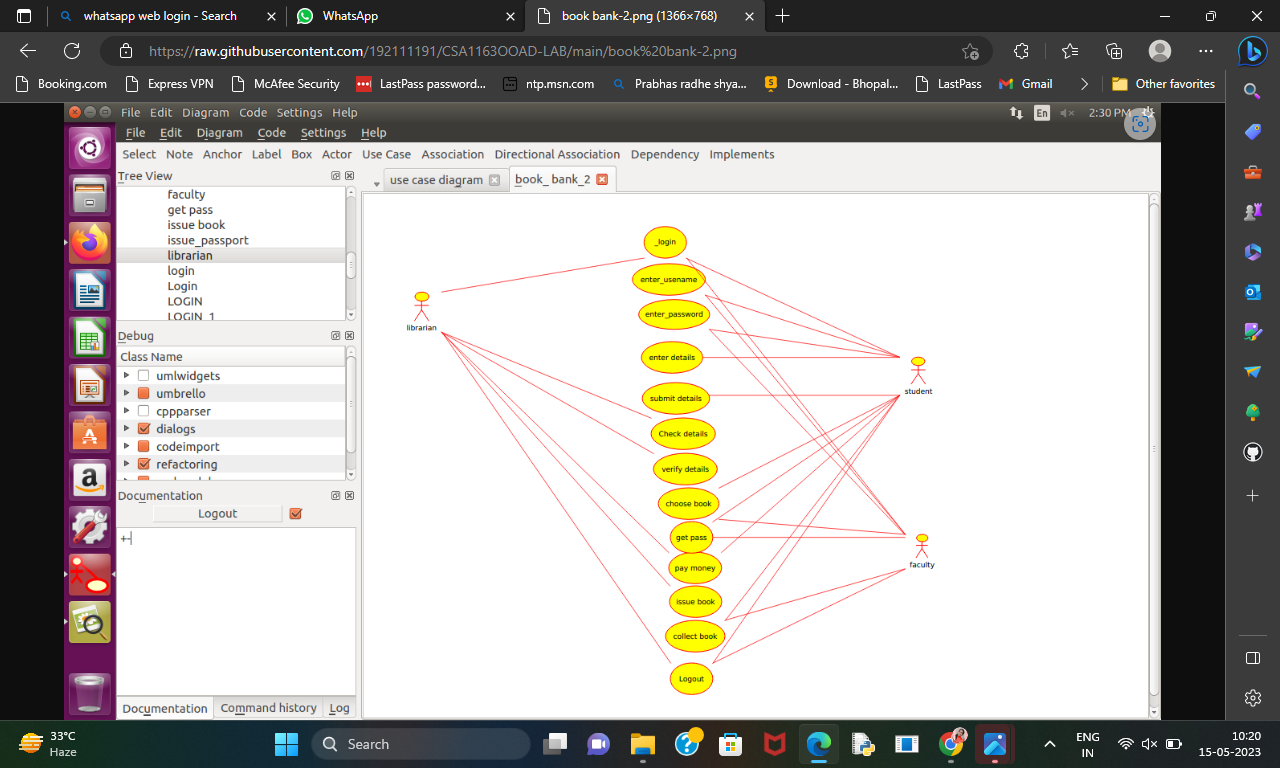 whatsapp web login - Search
WhatsApp
book bank-2.png (1366×768)
https://raw.githubusercontent.com/192111191/CSA1163OOAD-LAB/main/book%20bank-2.png
Booking.com
Express VPN
McAfee Security
LastPass password...
ntp.msn.com
Prabhas radhe shya...
Download - Bhopal...
LastPass
Gmail
Other favorites
File Edit Diagram Code Settings Help
En
2:30 PM
File Edit Diagram Code Settings Help
Select Note Anchor Label Box Actor Use Case Association Directional Association Dependency Implements
Tree View
use case diagram
book_ bank_2
faculty
get pass
issue book
issue_passport
librarian
login
Login
LOGIN
LOGIN_1
Debug
Class Name
umlwidgets
umbrello
cppparser
dialogs
codeimport
refactoring
Documentation
Logout
+-
Documentation
Command history
Log
_login
enter_usename
enter_password
enter details
submit details
Check details
verify details
choose book
get pass
pay money
issue book
collect book
Logout
librarian
student
faculty
33°C
Haze
Search
ENG
IN
10:20
15-05-2023